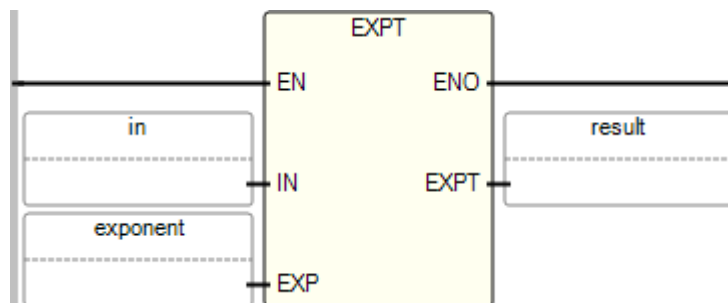 EXPT
EN ENO
in result
IN EXPT
exponent
EXP